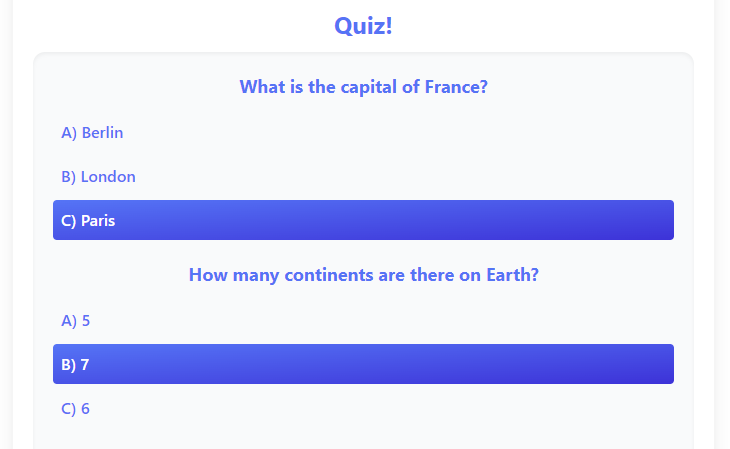 Quiz!
What is the capital of France?
A) Berlin
B) London
C) Paris
How many continents are there on Earth?
A) 5
B) 7
C) 6